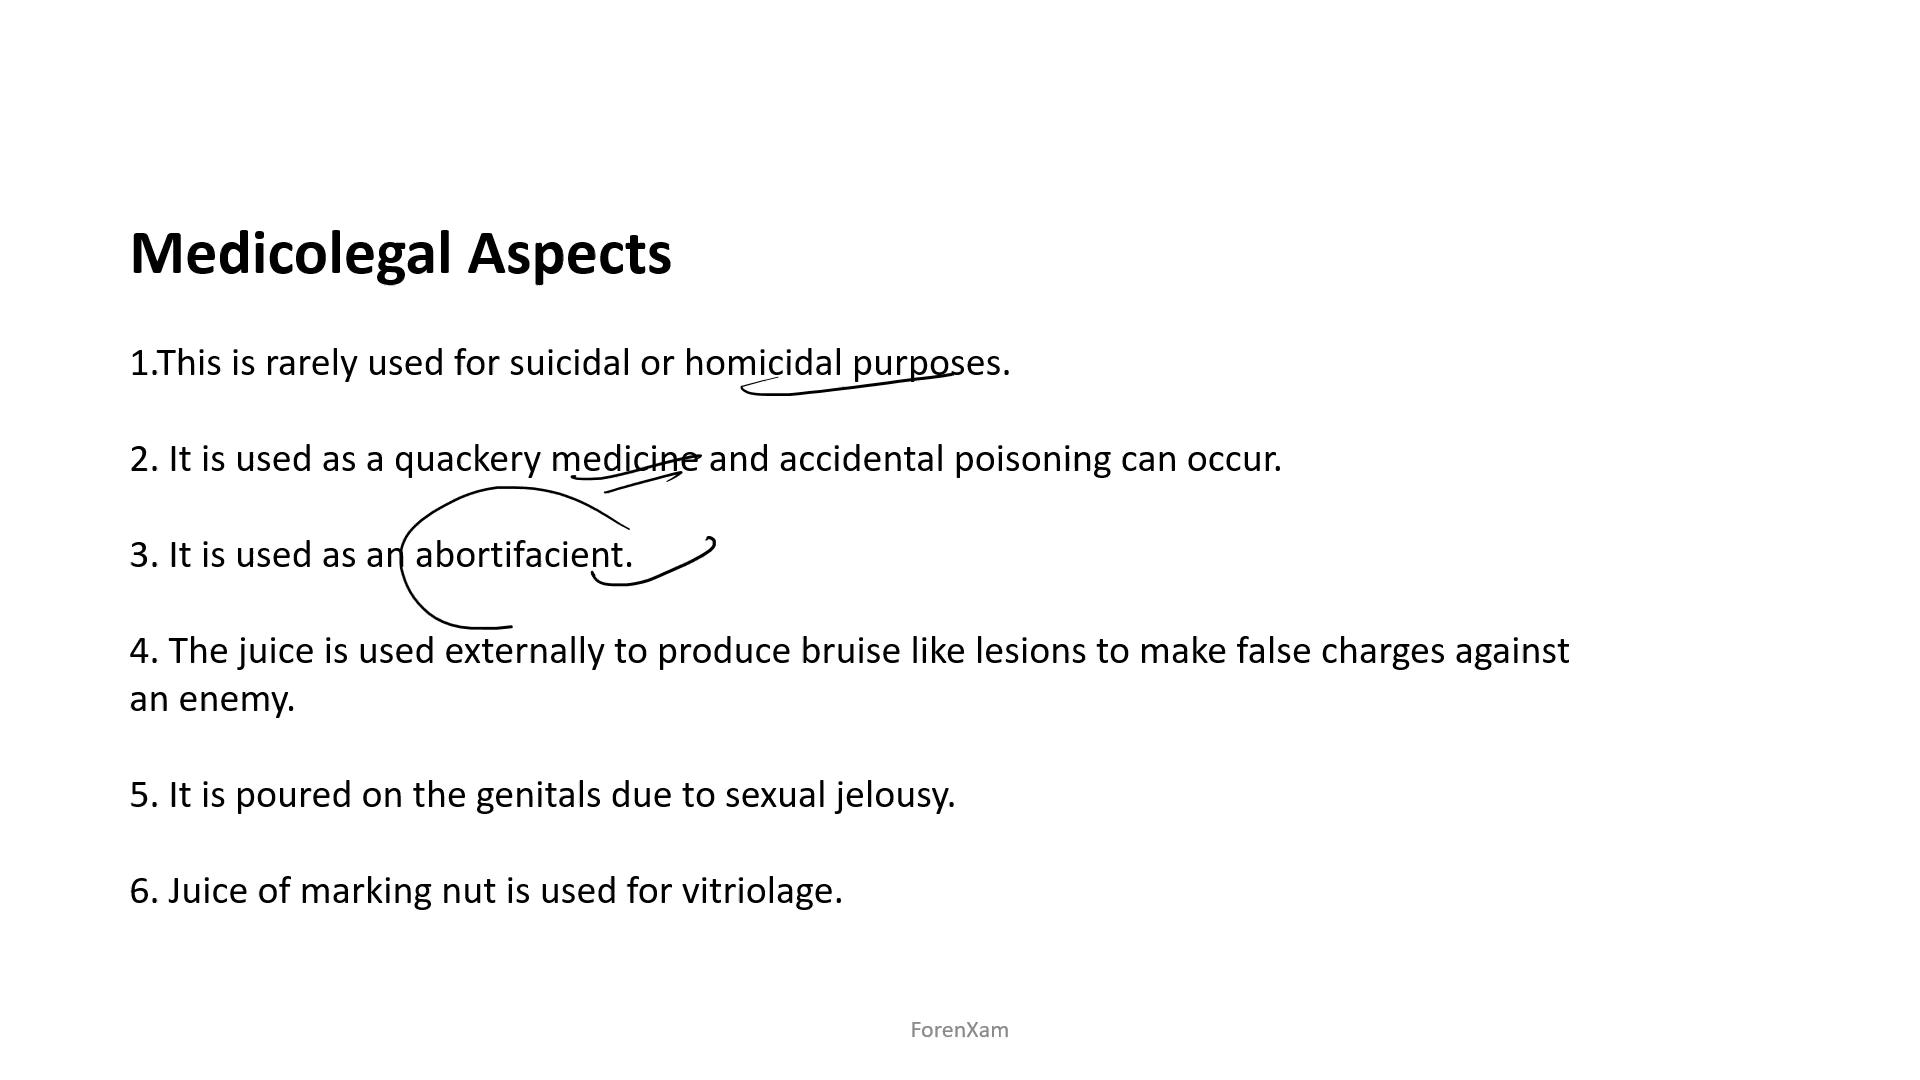 Medicolegal Aspects
1.This is rarely used for suicidal or homicidal purposes.
2. It is used as a quackery medicine and accidental poisoning can occur.
3. It is used as an abortifacient.
4. The juice is used externally to produce bruise like lesions to make false charges against
an enemy.
5. It is poured on the genitals due to sexual jelousy.
6. Juice of marking nut is used for vitriolage.
ForenXam